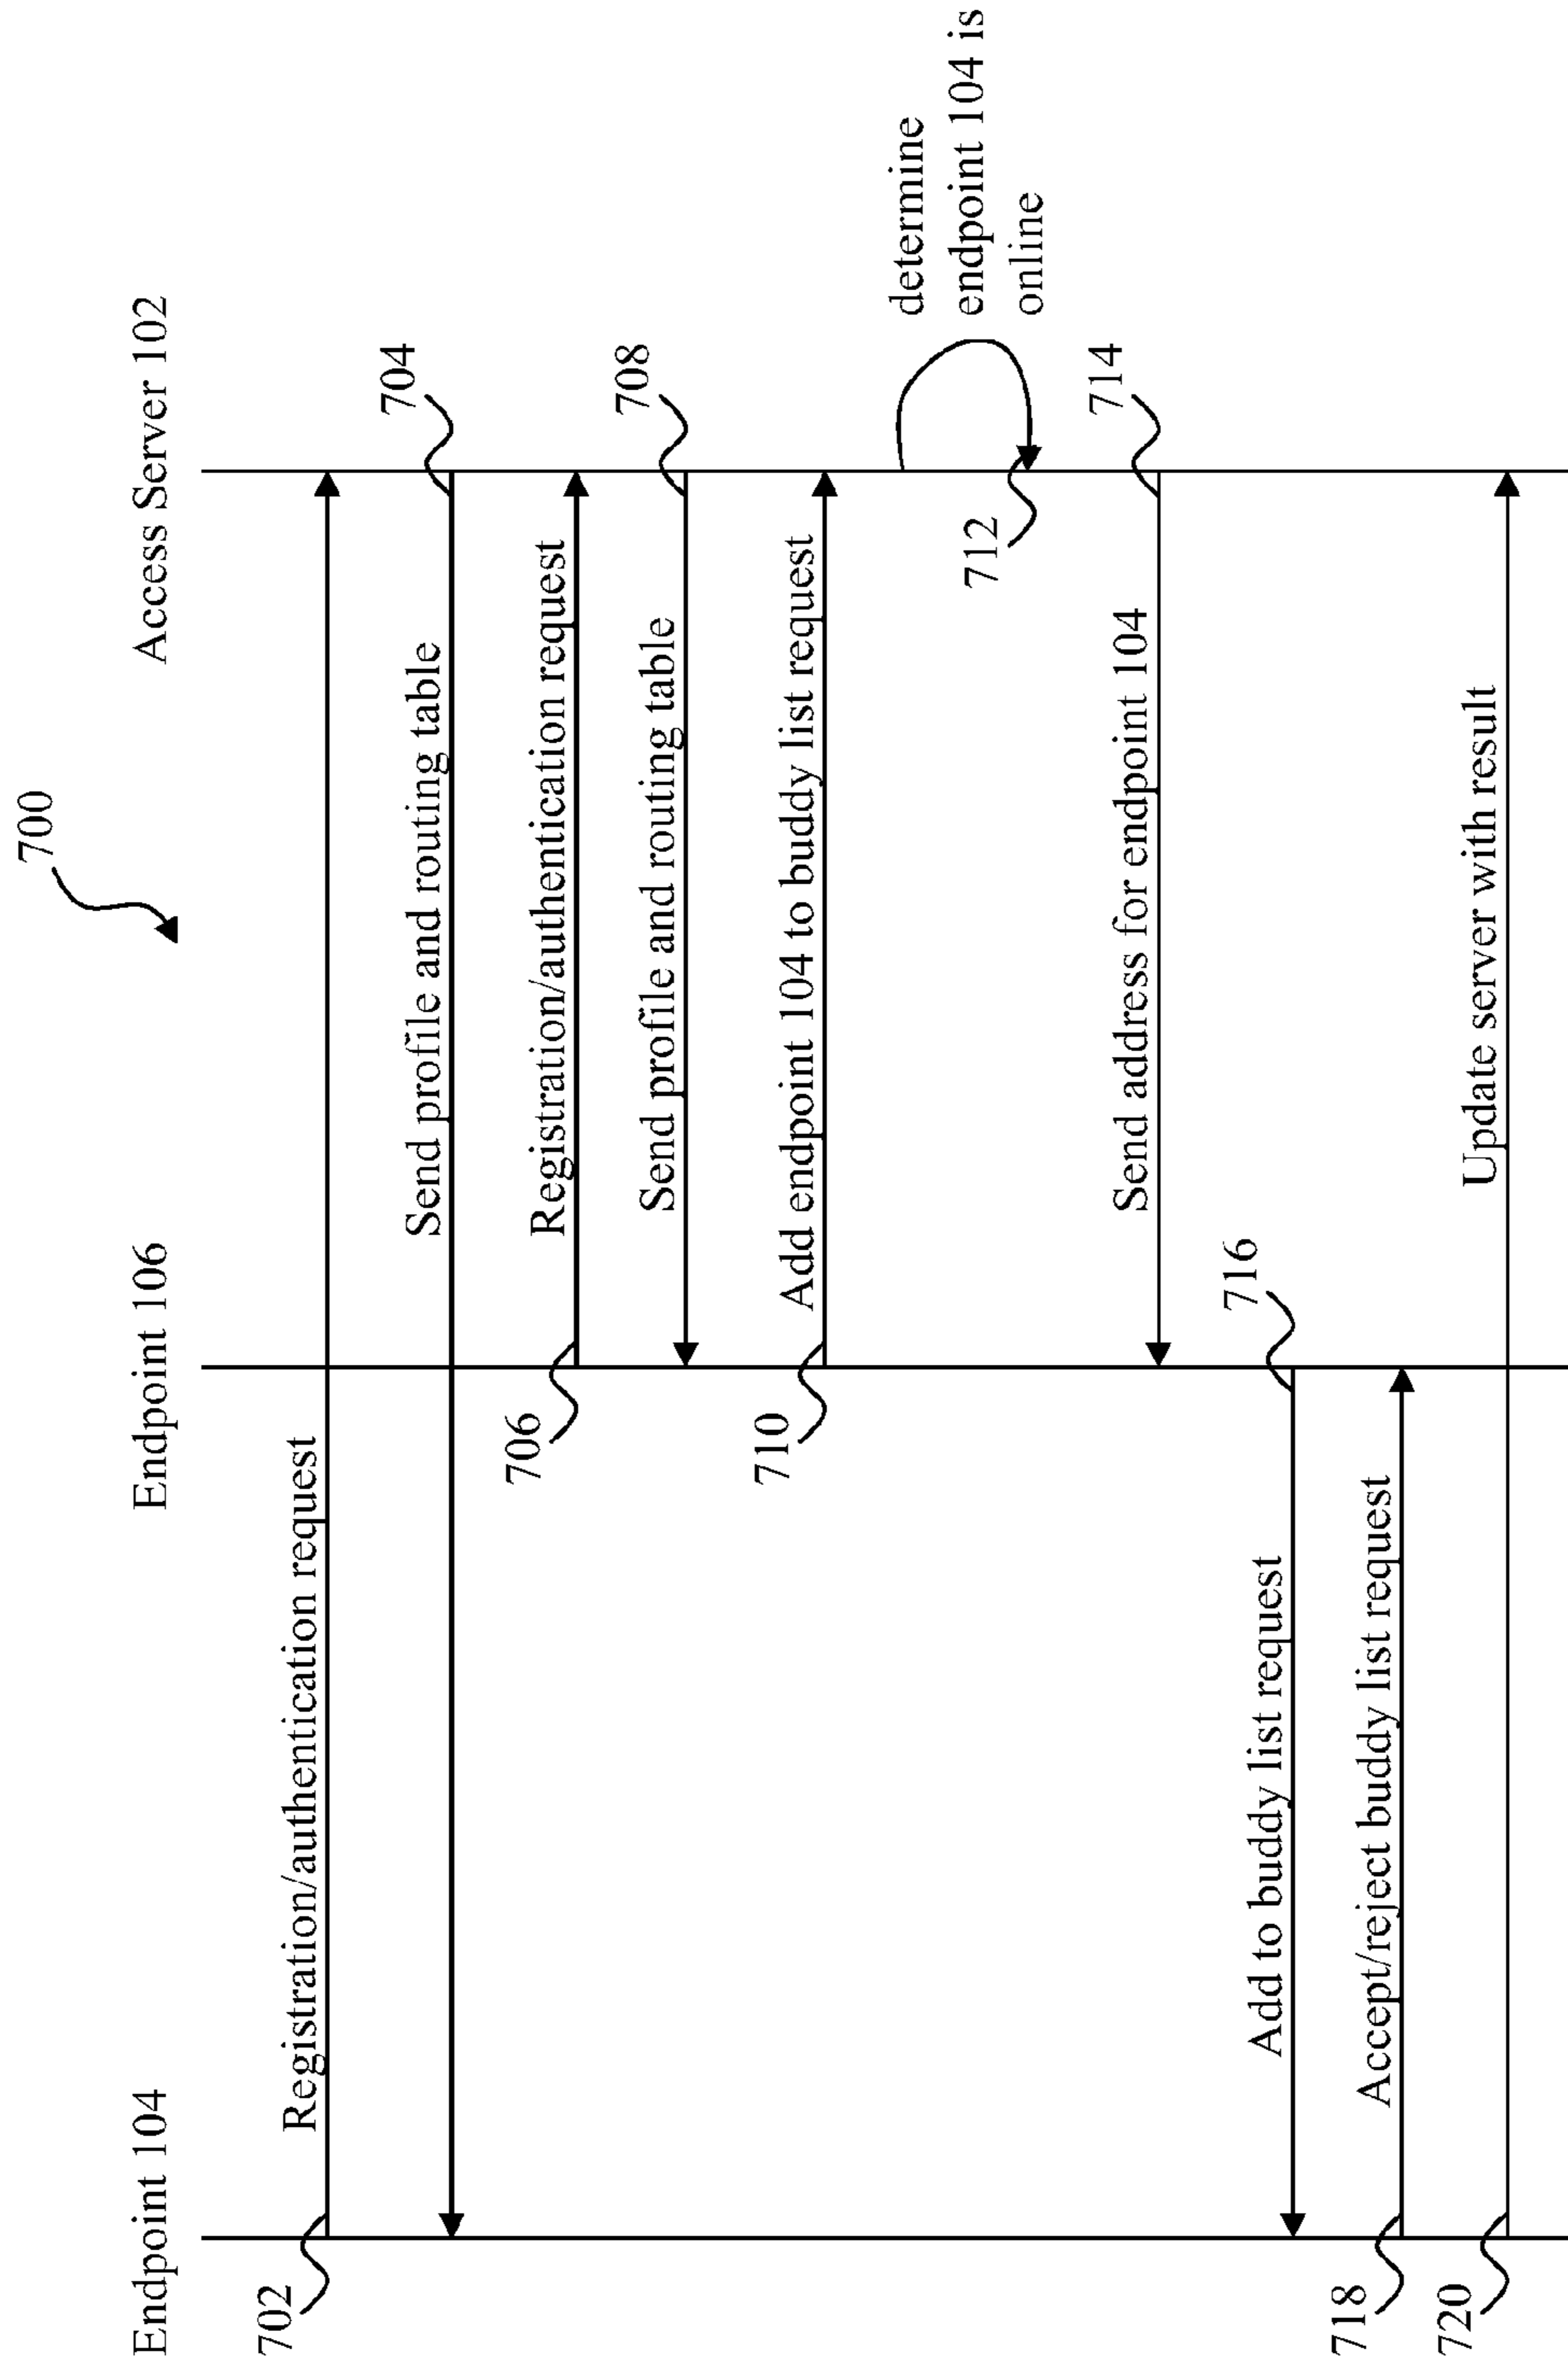 700
Endpoint 104
Endpoint 106
Access Server 102
702
Registration/authentication request
704
Send profile and routing table
706
Registration/authentication request
708
Send profile and routing table
710
Add endpoint 104 to buddy list request
determine
endpoint 104 is
online
712
714
Send address for endpoint 104
716
Add to buddy list request
718
Accept/reject buddy list request
720
Update server with result